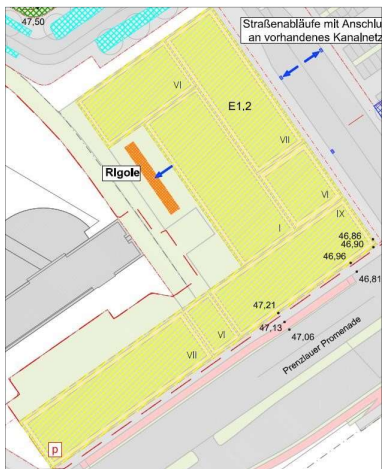 47,50
Straßenabläufe mit Anschlu
an vorhandenes Kanalnetz
VI
E1,2
VII
RIgole
VI
IX
I
46,86
46,90
46,96
46,81
47,21
47,13
47,06
VI
VII
Prenzlauer Promenade
p